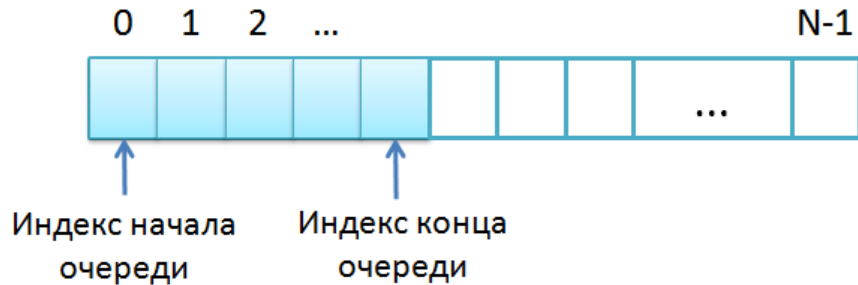 0 1 2 ... N-1
...
Индекс начала
очереди
Индекс конца
очереди